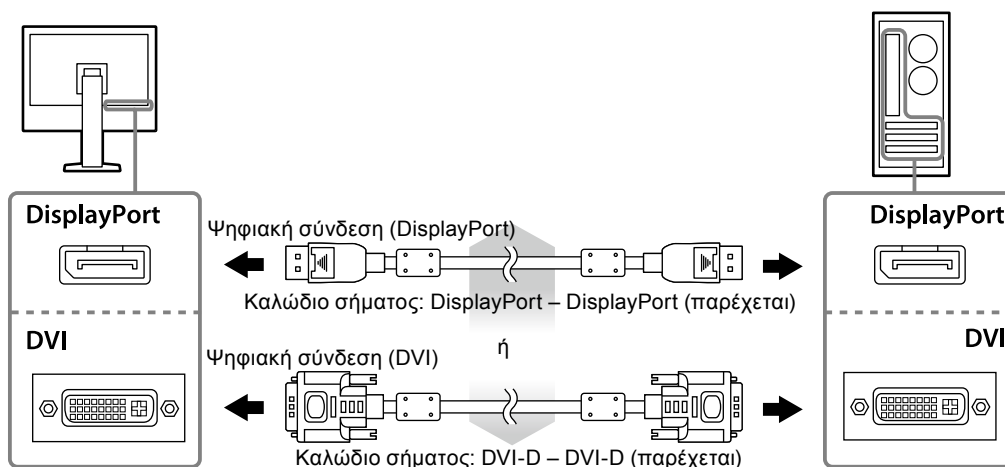 DisplayPort
Ψηφιακή σύνδεση (DisplayPort)
DisplayPort
Καλώδιο σήματος: DisplayPort – DisplayPort (παρέχεται)
DVI
ή
DVI
Ψηφιακή σύνδεση (DVI)
Καλώδιο σήματος: DVI-D – DVI-D (παρέχεται)